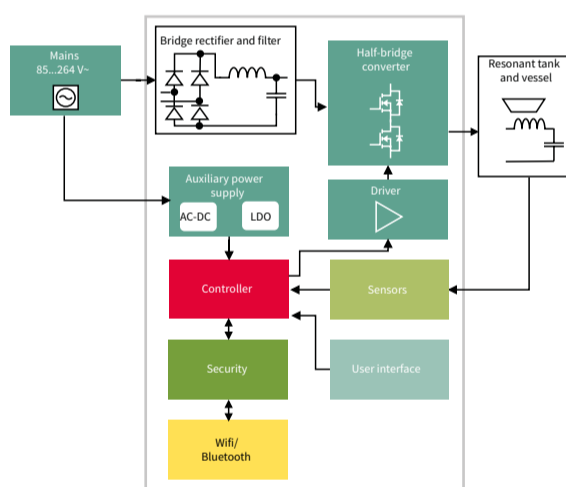 Mains
85...264 V~
Bridge rectifier and filter
Half-bridge
converter
Resonant tank
and vessel
Auxiliary power
supply
AC-DC
LDO
Driver
Controller
Sensors
Security
User interface
Wifi/
Bluetooth